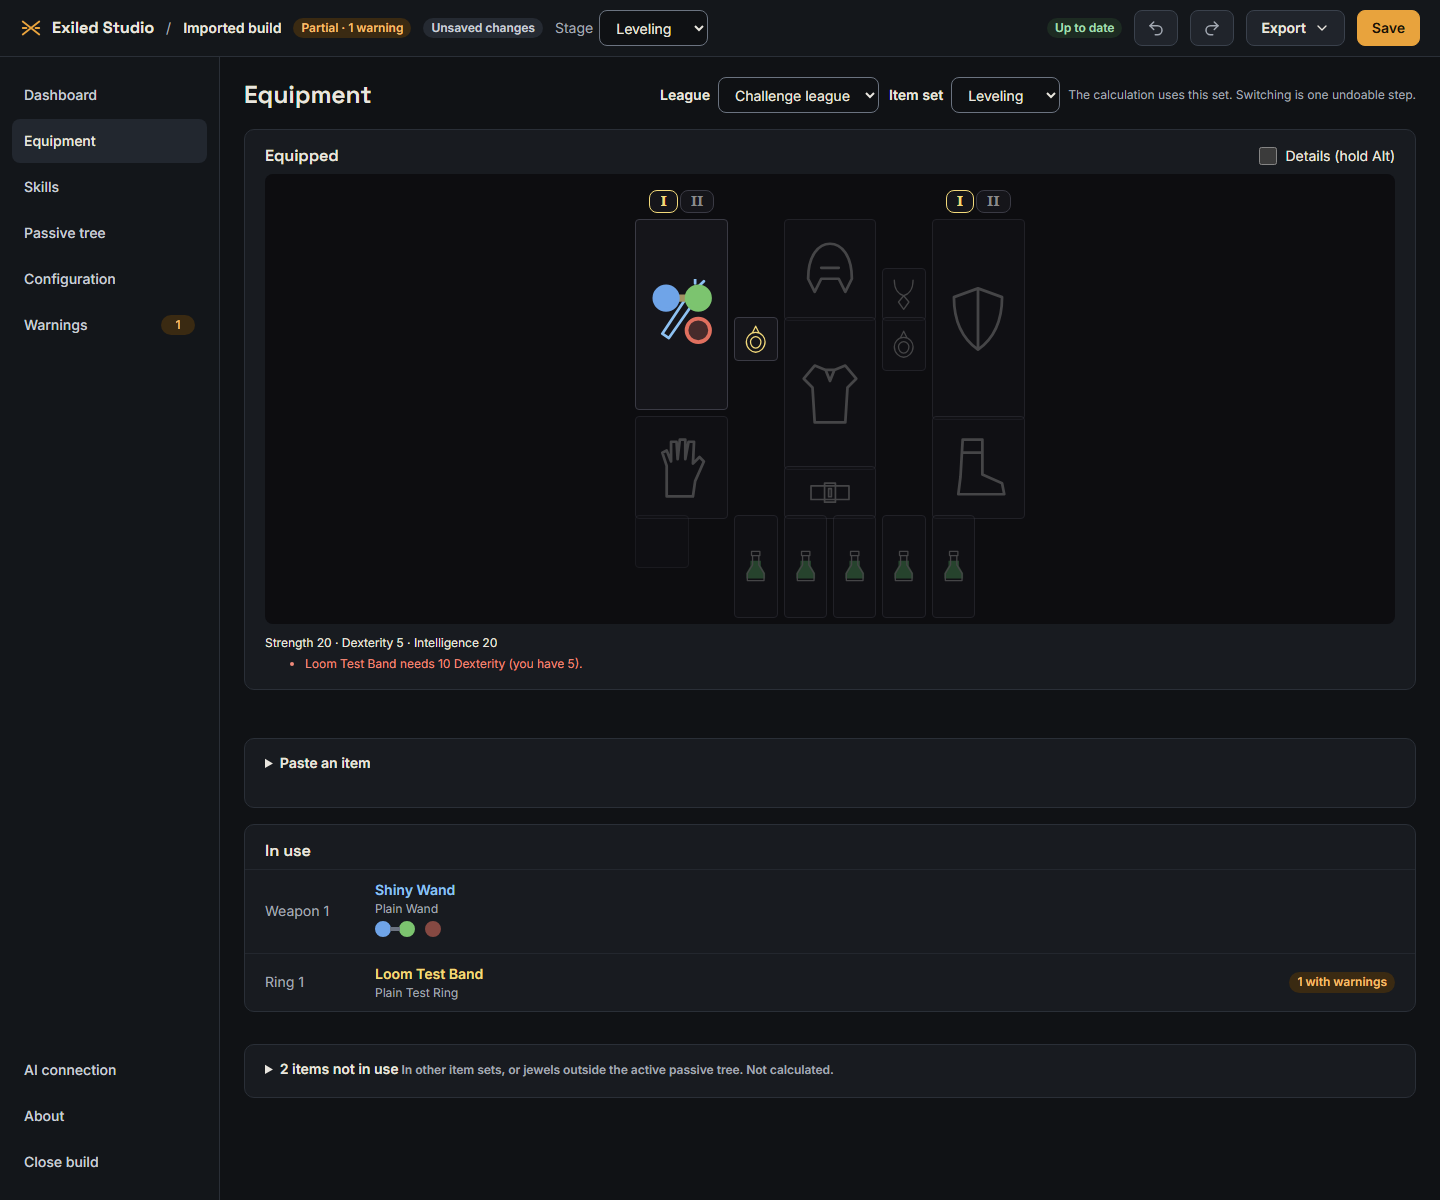 Exiled Studio / Imported build Partial · 1 warning Unsaved changes Stage Leveling Up to date Export Save
Dashboard
Equipment
Skills
Passive tree
Configuration
Warnings 1
AI connection
About
Close build
Equipment
League Challenge league Item set Leveling The calculation uses this set. Switching is one undoable step.
Equipped
Details (hold Alt)
I II
I II
Strength 20 · Dexterity 5 · Intelligence 20
• Loom Test Band needs 10 Dexterity (you have 5).
Paste an item
In use
Weapon 1
Shiny Wand
Plain Wand
Ring 1
Loom Test Band
Plain Test Ring
1 with warnings
2 items not in use In other item sets, or jewels outside the active passive tree. Not calculated.